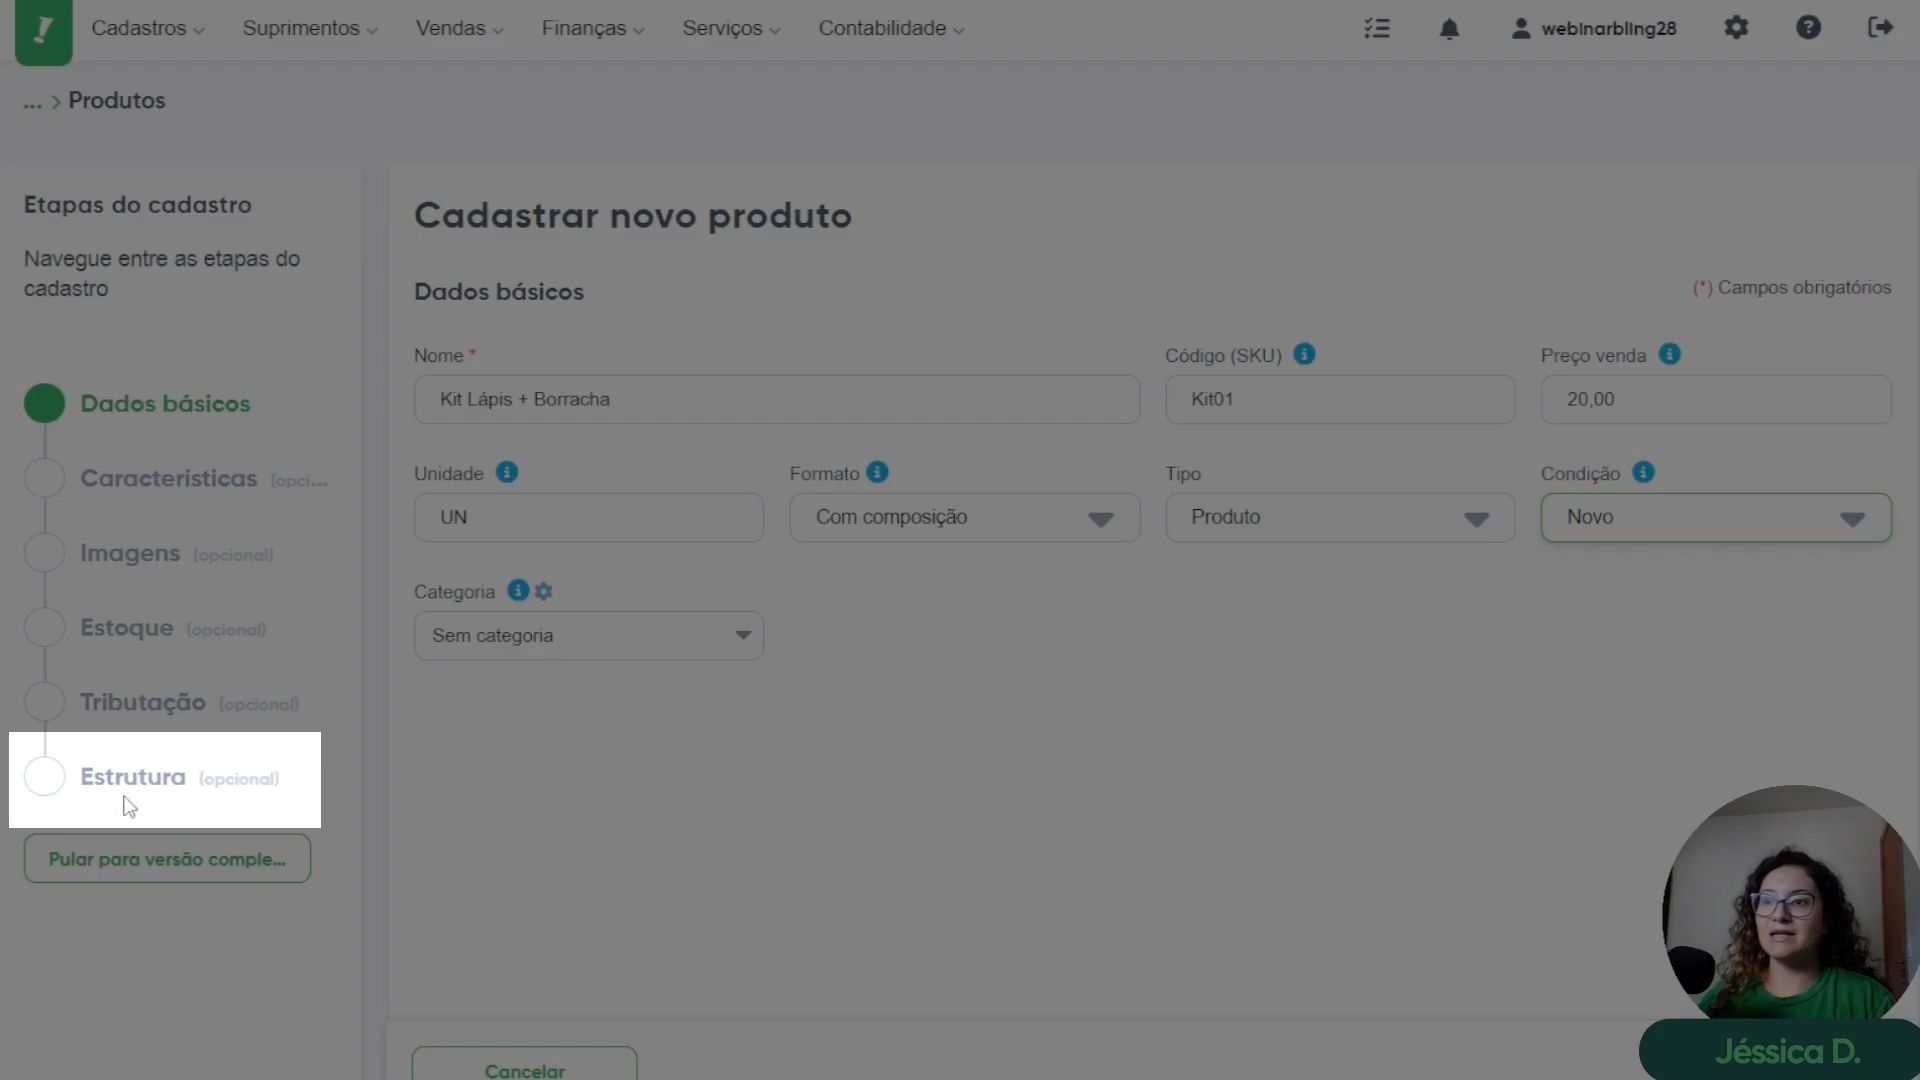 Cadastros
Suprimentos
Vendas
Finanças
Serviços
Contabilidade
webinarbling28
... > Produtos
Etapas do cadastro
Navegue entre as etapas do
cadastro
Dados básicos
Características (opci...
Imagens (opcional)
Estoque (opcional)
Tributação (opcional)
Estrutura (opcional)
Pular para versão comple...
Cadastrar novo produto
Dados básicos
(*) Campos obrigatórios
Nome *
Código (SKU)
Preço venda
Kit Lápis + Borracha
Kit01
20,00
Unidade
Formato
Tipo
Condição
UN
Com composição
Produto
Novo
Categoria
Sem categoria
Cancelar
Jéssica D.